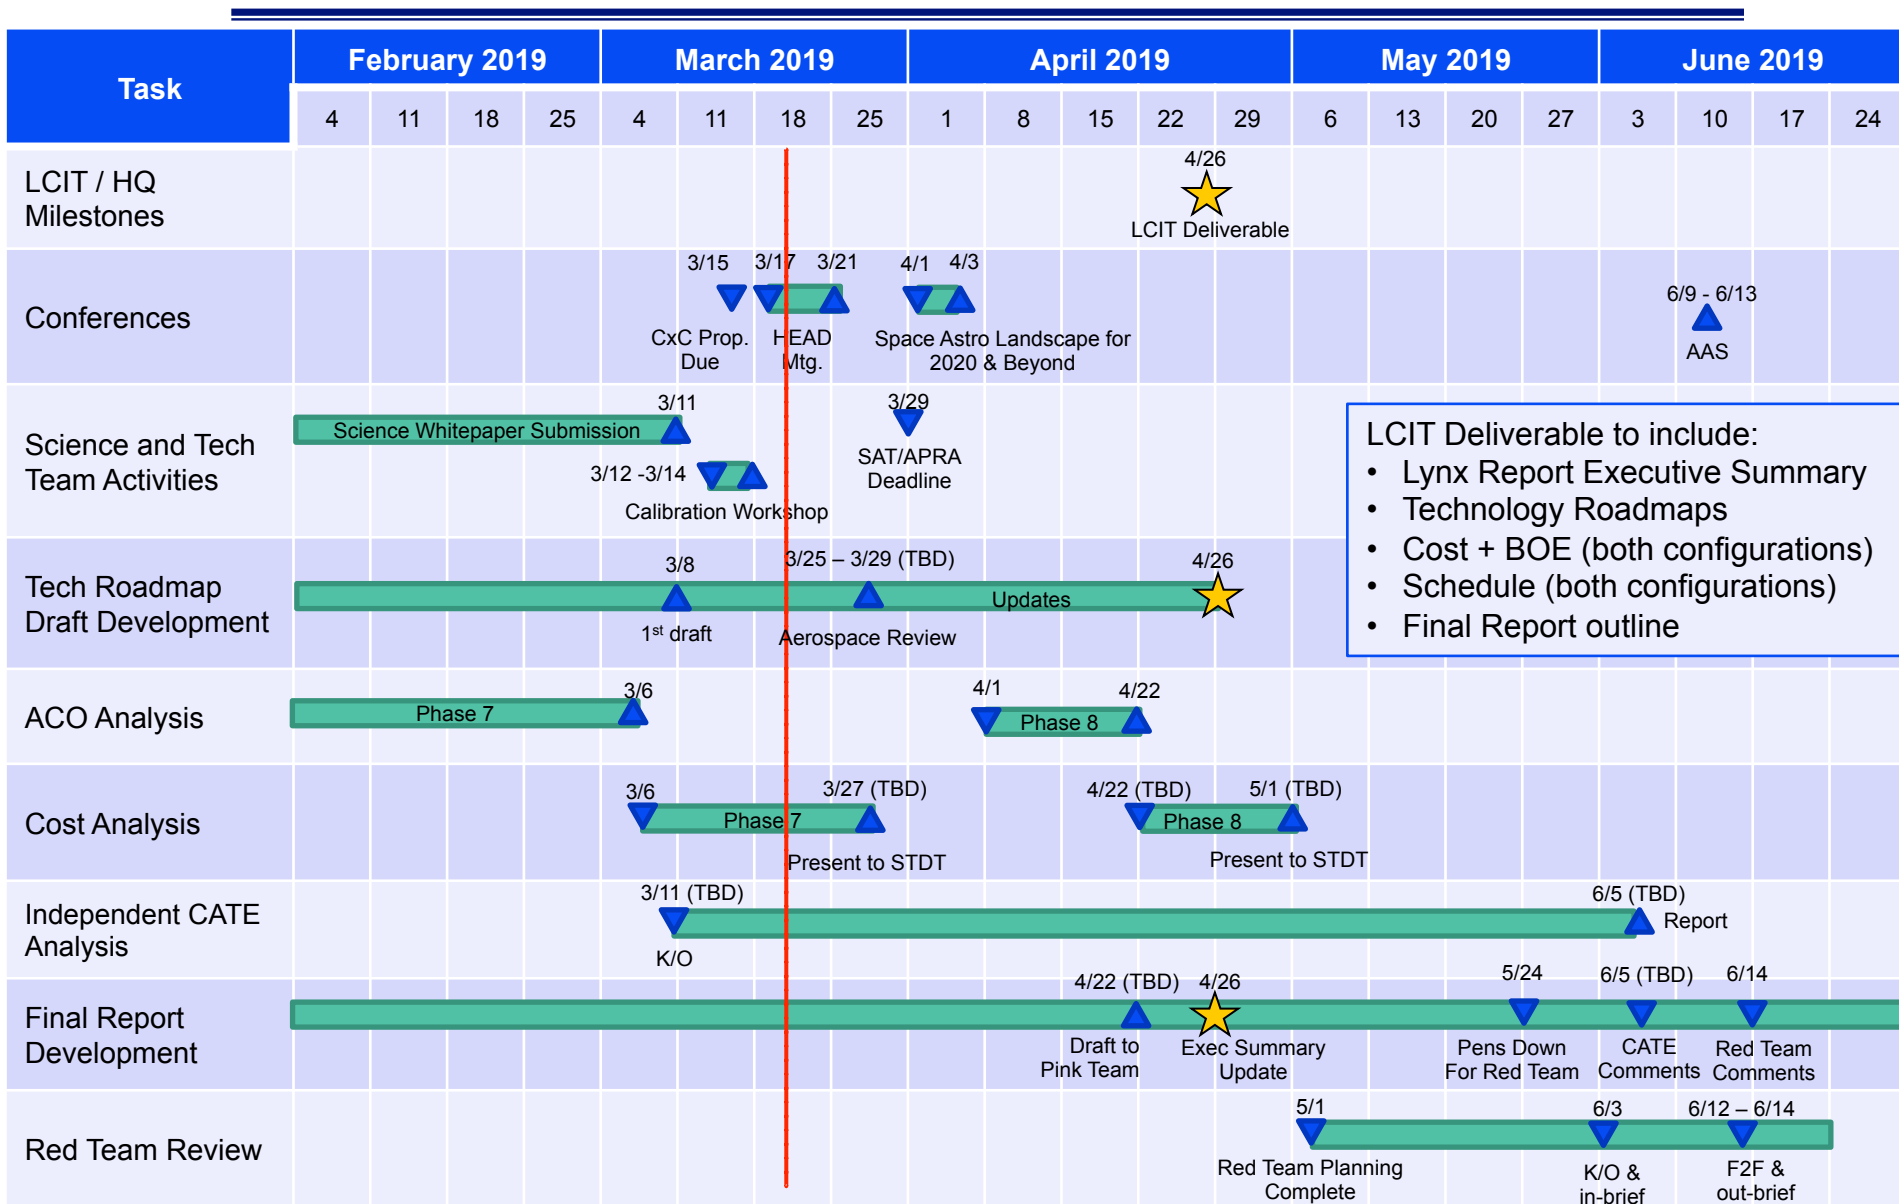 Task
February 2019
March 2019
April 2019
May 2019
June 2019
4 11 18 25 4 11 18 25 1 8 15 22 29 6 13 20 27 3 10 17 24
LCIT / HQ
Milestones
4/26
LCIT Deliverable
Conferences
3/15
3/17
3/21
4/1
4/3
6/9 - 6/13
CxC Prop.
Due
HEAD
Mtg.
Space Astro Landscape for
2020 & Beyond
AAS
Science and Tech
Team Activities
3/11
Science Whitepaper Submission
3/12 -3/14
Calibration Workshop
3/29
SAT/APRA
Deadline
LCIT Deliverable to include:
• Lynx Report Executive Summary
• Technology Roadmaps
• Cost + BOE (both configurations)
• Schedule (both configurations)
• Final Report outline
Tech Roadmap
Draft Development
3/8
3/25 – 3/29 (TBD)
4/26
Updates
1st draft
Aerospace Review
ACO Analysis
3/6
Phase 7
4/1
4/22
Phase 8
Cost Analysis
3/6
3/27 (TBD)
Phase 7
Present to STDT
4/22 (TBD)
5/1 (TBD)
Phase 8
Present to STDT
Independent CATE
Analysis
3/11 (TBD)
K/O
6/5 (TBD)
Report
Final Report
Development
4/22 (TBD)
4/26
5/24
6/5 (TBD)
6/14
Draft to
Pink Team
Exec Summary
Update
Pens Down
For Red Team
CATE
Comments
Red Team
Comments
Red Team Review
5/1
6/3
6/12 – 6/14
Red Team Planning
Complete
K/O &
in-brief
F2F &
out-brief